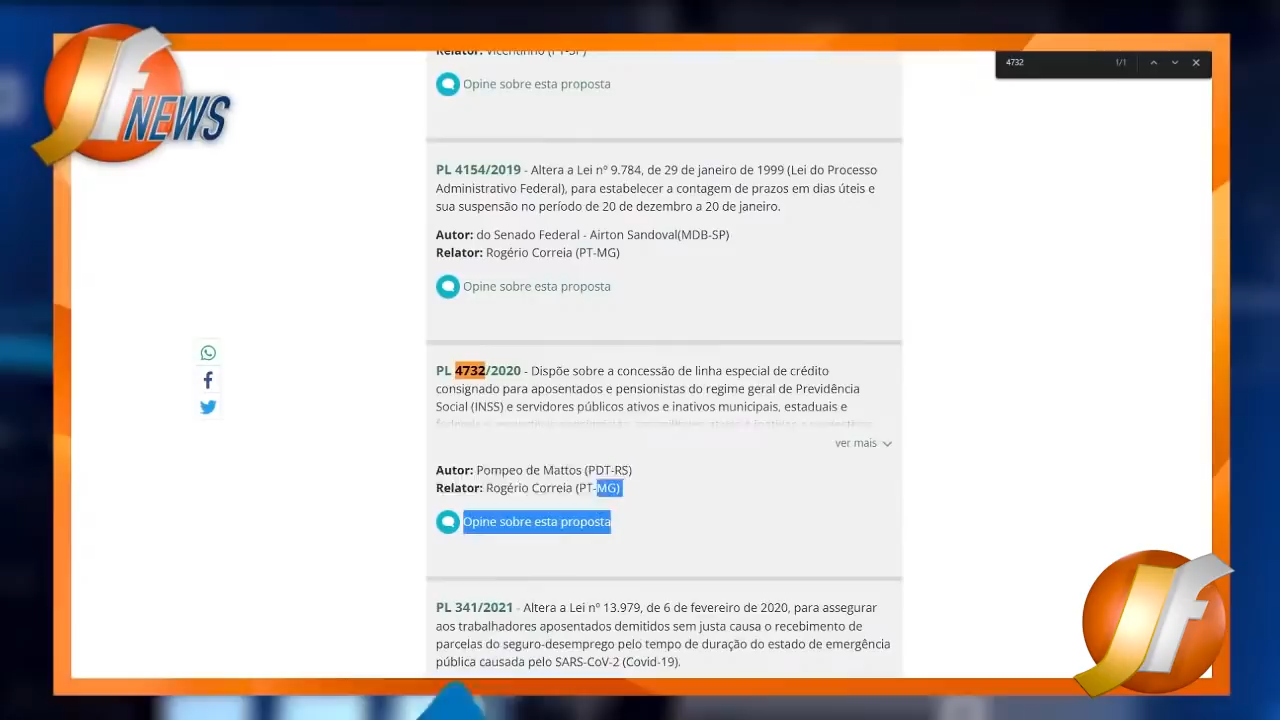 Relator: Vicentinho (PT-SP)
Opine sobre esta proposta
4732
1/1
NEWS
PL 4154/2019 - Altera a Lei nº 9.784, de 29 de janeiro de 1999 (Lei do Processo
Administrativo Federal), para estabelecer a contagem de prazos em dias úteis e
sua suspensão no período de 20 de dezembro a 20 de janeiro.
Autor: do Senado Federal - Airton Sandoval(MDB-SP)
Relator: Rogério Correia (PT-MG)
Opine sobre esta proposta
PL 4732/2020 - Dispõe sobre a concessão de linha especial de crédito
consignado para aposentados e pensionistas do regime geral de Previdência
Social (INSS) e servidores públicos ativos e inativos municipais, estaduais e
ver mais
Autor: Pompeo de Mattos (PDT-RS)
Relator: Rogério Correia (PT-MG)
Opine sobre esta proposta
PL 341/2021 - Altera a Lei nº 13.979, de 6 de fevereiro de 2020, para assegurar
aos trabalhadores aposentados demitidos sem justa causa o recebimento de
parcelas do seguro-desemprego pelo tempo de duração do estado de emergência
pública causada pelo SARS-CoV-2 (Covid-19).